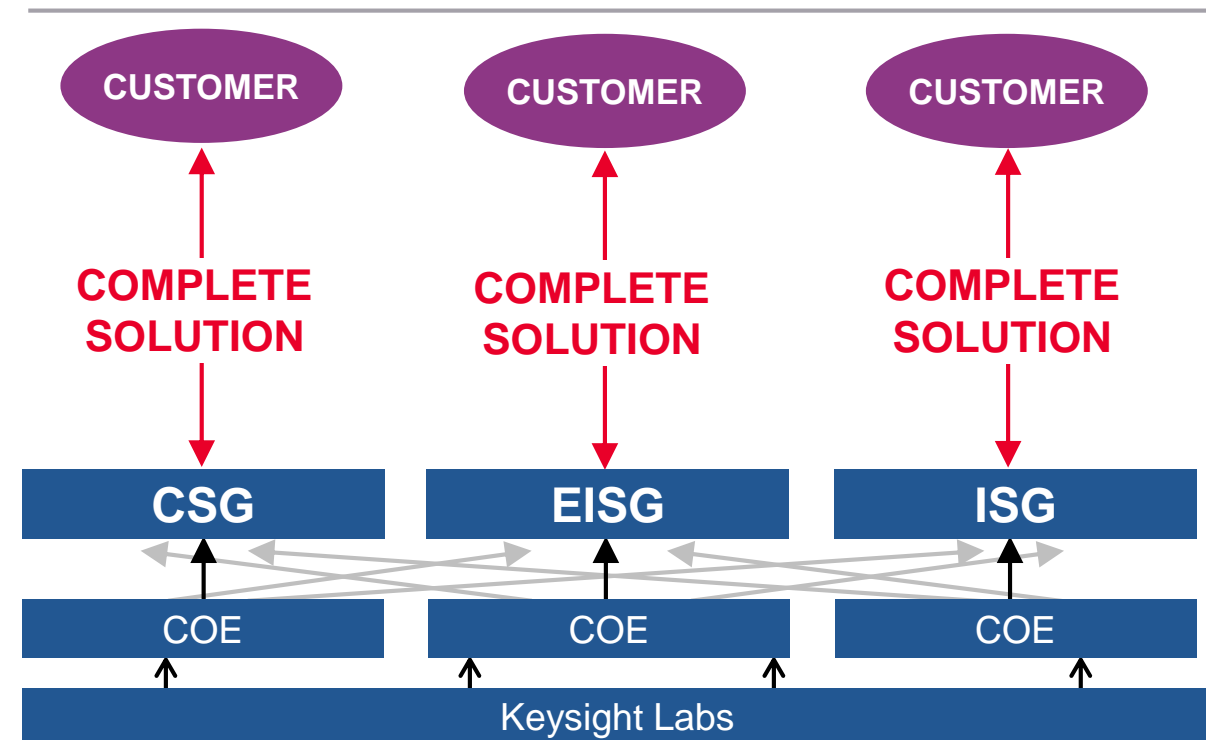 CUSTOMER
CUSTOMER
CUSTOMER
COMPLETE
SOLUTION
COMPLETE
SOLUTION
COMPLETE
SOLUTION
CSG
EISG
ISG
COE
COE
COE
Keysight Labs